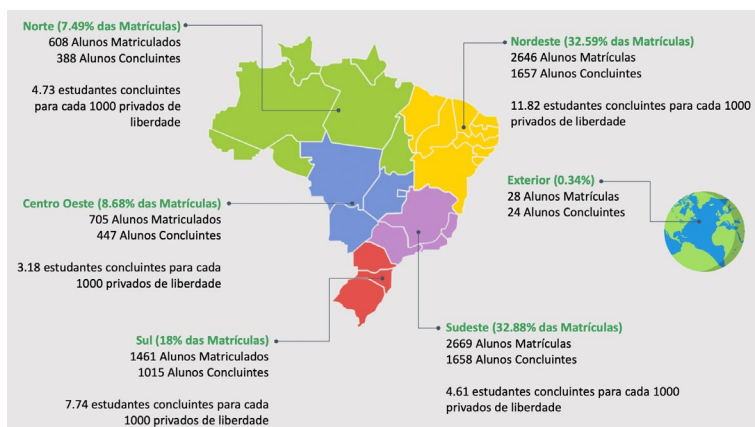 Norte (7.49% das Matrículas)
608 Alunos Matriculados
388 Alunos Concluintes
4.73 estudantes concluintes
para cada 1000 privados de
liberdade
Nordeste (32.59% das Matrículas)
2646 Alunos Matrículas
1657 Alunos Concluintes
11.82 estudantes concluintes para cada 1000
privados de liberdade
Exterior (0.34%)
28 Alunos Matrículas
24 Alunos Concluintes
Centro Oeste (8.68% das Matrículas)
705 Alunos Matriculados
447 Alunos Concluintes
3.18 estudantes concluintes para cada
1000 privados de liberdade
Sul (18% das Matrículas)
1461 Alunos Matriculados
1015 Alunos Concluintes
7.74 estudantes concluintes para cada
1000 privados de liberdade
Sudeste (32.88% das Matrículas)
2669 Alunos Matrículas
1658 Alunos Concluintes
4.61 estudantes concluintes para cada 1000
privados de liberdade